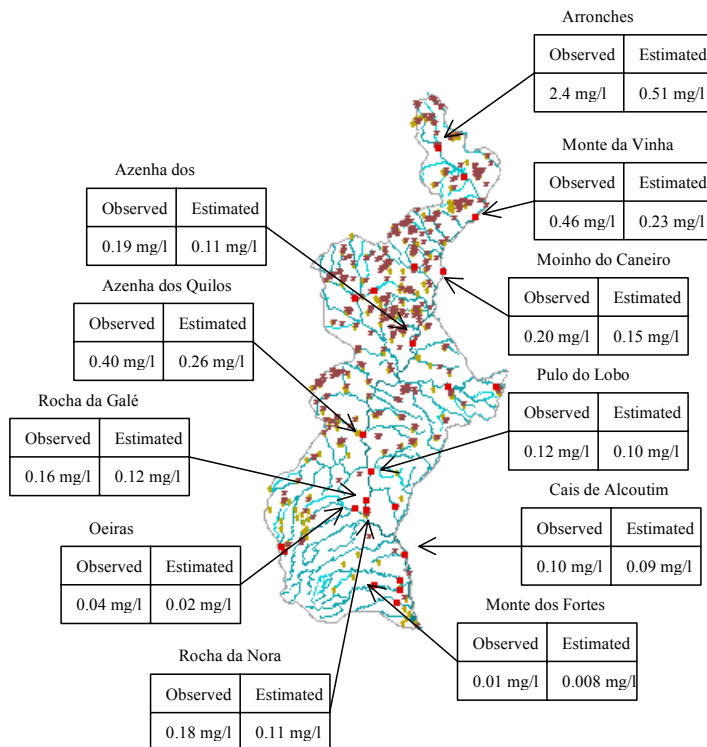 Arronches
Observed Estimated
2.4 mg/l 0.51 mg/l
Monte da Vinha
Observed Estimated
0.46 mg/l 0.23 mg/l
Azenha dos
Observed Estimated
0.19 mg/l 0.11 mg/l
Moinho do Caneiro
Observed Estimated
0.20 mg/l 0.15 mg/l
Azenha dos Quilos
Observed Estimated
0.40 mg/l 0.26 mg/l
Pulo do Lobo
Observed Estimated
0.12 mg/l 0.10 mg/l
Rocha da Galé
Observed Estimated
0.16 mg/l 0.12 mg/l
Cais de Alcoutim
Observed Estimated
0.10 mg/l 0.09 mg/l
Oeiras
Observed Estimated
0.04 mg/l 0.02 mg/l
Monte dos Fortes
Observed Estimated
0.01 mg/l 0.008 mg/l
Rocha da Nora
Observed Estimated
0.18 mg/l 0.11 mg/l